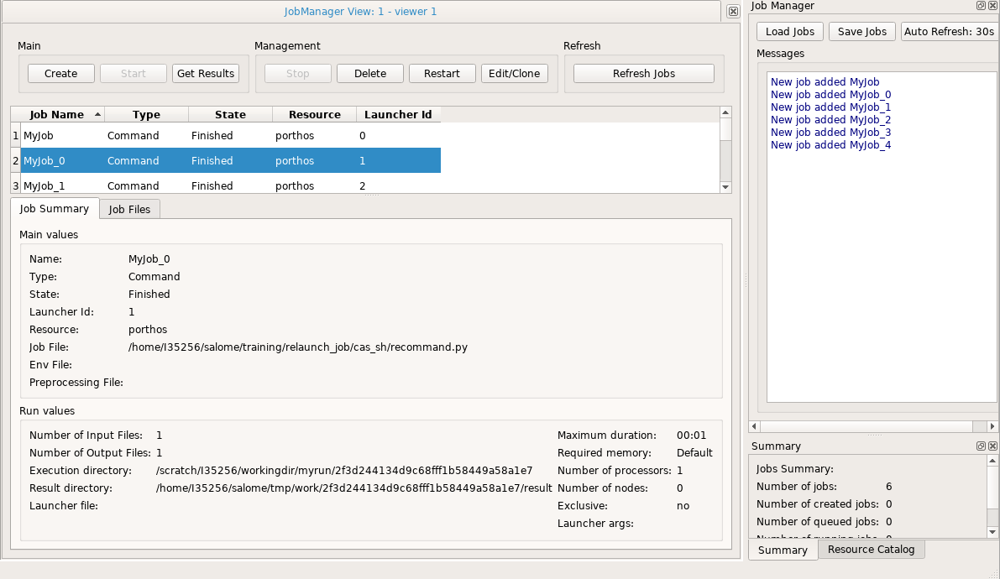 JobManager View: 1 - viewer 1
Main
Management
Refresh
Create
Start
Get Results
Stop
Delete
Restart
Edit/Clone
Refresh Jobs
Job Name Type State Resource Launcher Id
1 MyJob Command Finished porthos 0
2 MyJob_0 Command Finished porthos 1
3 MyJob_1 Command Finished porthos 2
Job Summary
Job Files
Main values
Name: MyJob_0
Type: Command
State: Finished
Launcher Id: 1
Resource: porthos
Job File: /home/I35256/salome/training/relaunch_job/cas_sh/recommand.py
Env File:
Preprocessing File:
Run values
Number of Input Files: 1
Number of Output Files: 1
Execution directory: /scratch/I35256/workingdir/myrun/2f3d244134d9c68fff1b58449a58a1e7
Result directory: /home/I35256/salome/tmp/work/2f3d244134d9c68fff1b58449a58a1e7/result
Launcher file:
Maximum duration: 00:01
Required memory: Default
Number of processors: 1
Number of nodes: 0
Exclusive: no
Launcher args:
Job Manager
Load Jobs
Save Jobs
Auto Refresh: 30s
Messages
New job added MyJob
New job added MyJob_0
New job added MyJob_1
New job added MyJob_2
New job added MyJob_3
New job added MyJob_4
Summary
Jobs Summary:
Number of jobs: 6
Number of created jobs: 0
Number of queued jobs: 0
Number of running jobs: 0
Summary
Resource Catalog